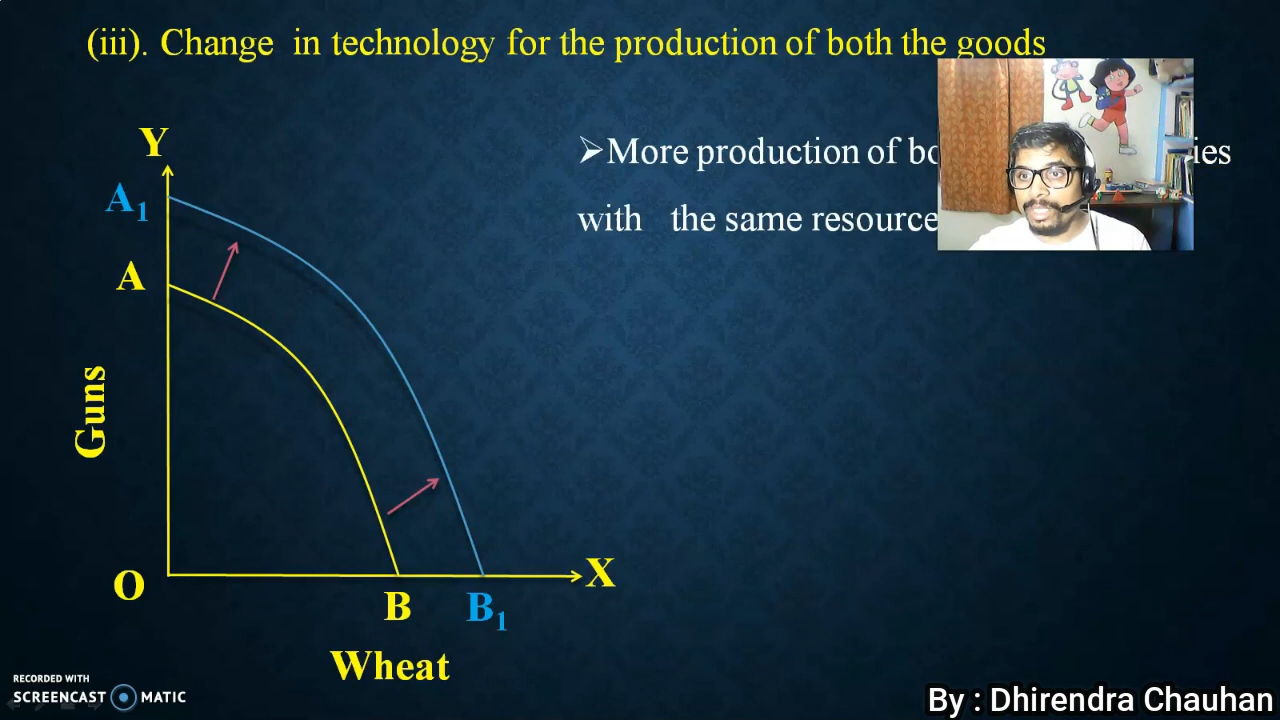 (iii). Change in technology for the production of both the goods
Y
➢More production of bo ies
A1
with the same resource
A
Guns
O
X
B
B1
Wheat
RECORDED WITH
SCREENCAST MATIC
By : Dhirendra Chauhan